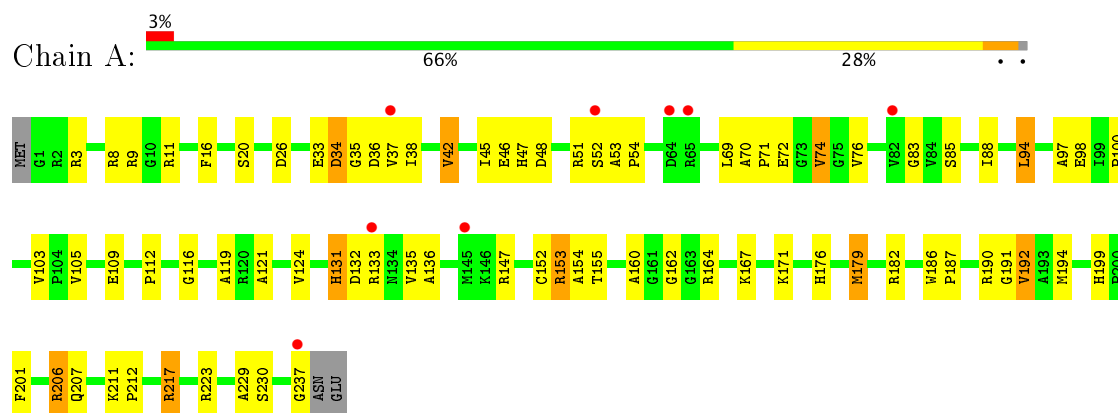 3%
Chain A:
66% 28% • •
MET G1 R2 R3 R8 R9 G10 R11 F16 S20 D26 E33 D34 G35 D36 V37 I38 V42 I45 E46 H47 D48 R51 S52 A53 P54 D64 R65 L69 A70 P71 E72 G73 V74 G75 V76 V82 G83 V84 S85 I88 L94 A97 E98 I99
V103 P104 V105 E109 P112 G116 A119 R120 A121 V124 H131 D132 R133 N134 V135 A136 M145 K146 R147 C152 R153 A154 T155 A160 G161 G162 G163 R164 K167 K171 H176 M179 R182 W186 P187 R190 G191 V192 A193 M194 H199
F201 R206 Q207 K211 P212 R217 R223 A229 S230 G237 ASN GLU